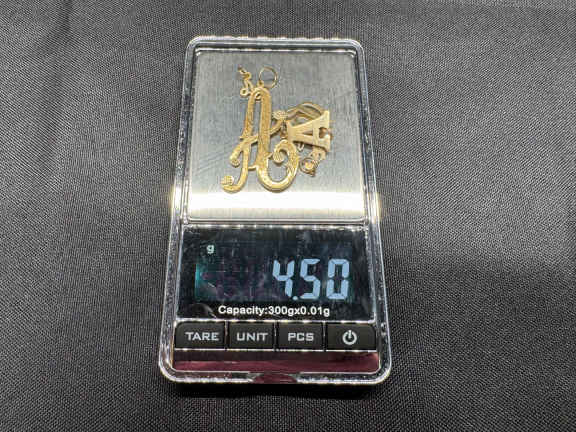 A A
g
4.50
Capacity:300gx0.01g
TARE UNIT PCS